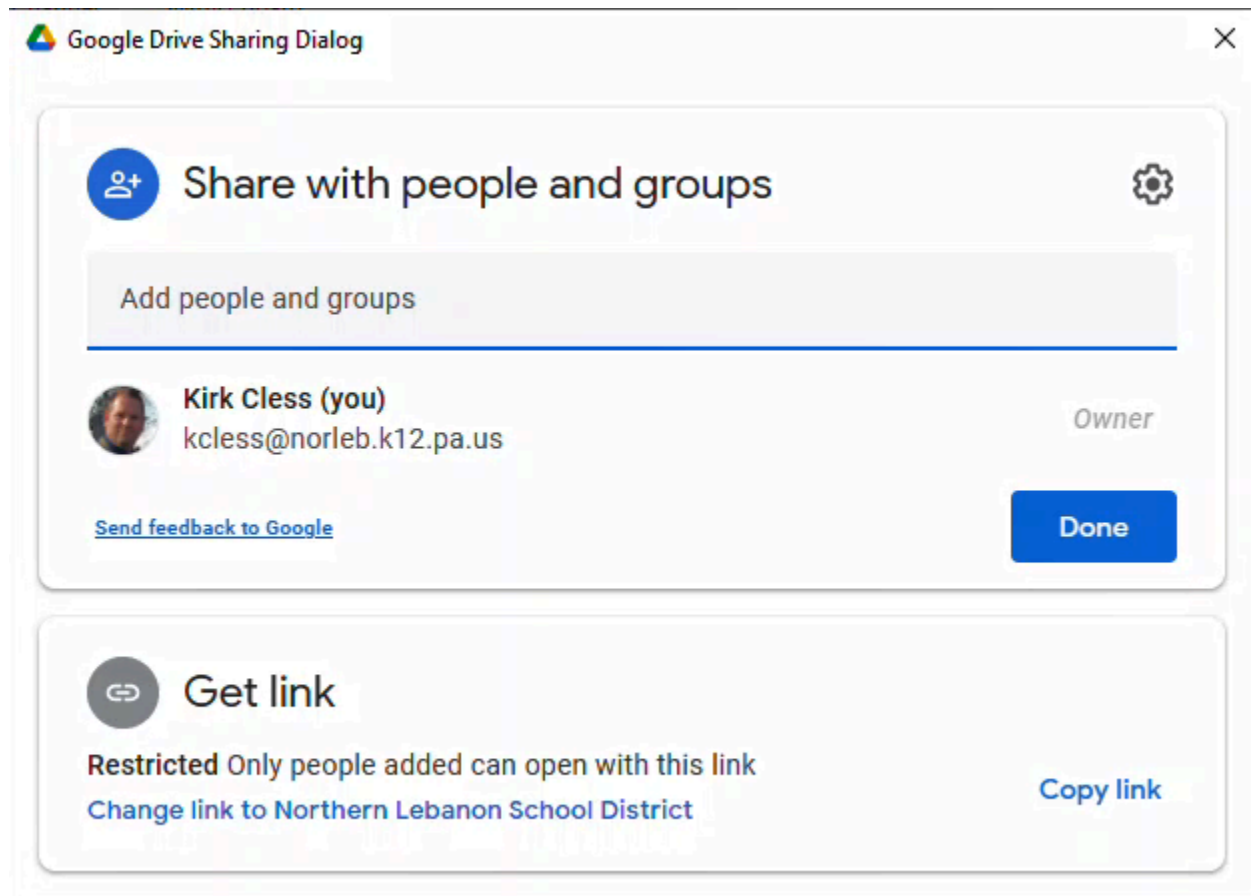 Google Drive Sharing Dialog
Share with people and groups
Add people and groups
Kirk Cless (you)
kcless@norleb.k12.pa.us
Owner
Send feedback to Google
Done
Get link
Restricted Only people added can open with this link
Change link to Northern Lebanon School District
Copy link